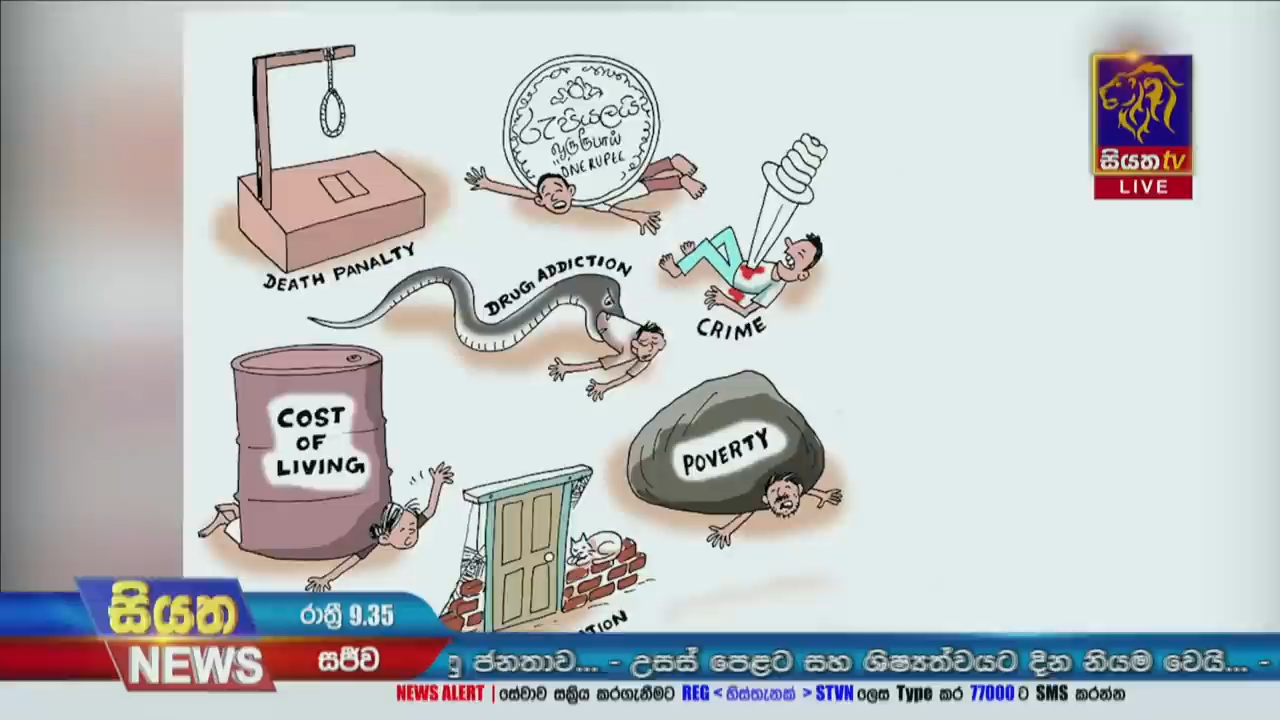 සියත tv
LIVE
රුපියලයි
ஒரு ரூபாய்
ONE RUPEE
DEATH PANALTY
DRUG ADDICTION
CRIME
COST
OF
LIVING
POVERTY
සියත
NEWS
රාත්‍රී 9.35
සජීව
ජනතාව... - උසස් පෙළට සහ ශිෂ්‍යත්වයට දින නියම වෙයි... -
NEWS ALERT | සේවාව සක්‍රිය කරගැනීමට REG < හිස්තැනක් > STVN ලෙස Type කර 77000 ට SMS කරන්න